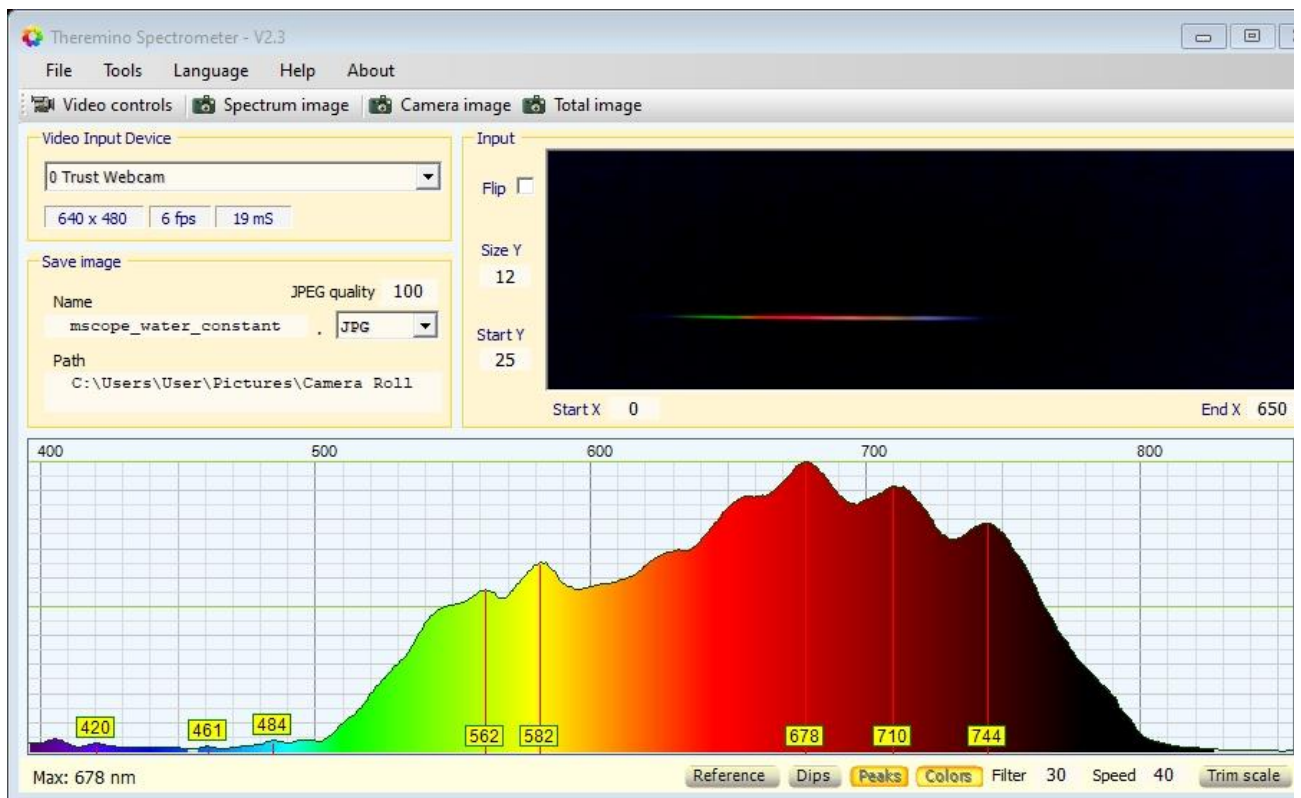 Theremino Spectrometer - V2.3
File Tools Language Help About
Video controls Spectrum image Camera image Total image
Video Input Device
0 Trust Webcam
640 x 480 6 fps 19 mS
Save image
Name JPEG quality 100
mscope_water_constant . JPG
Path
C:\Users\User\Pictures\Camera Roll
Input
Flip
Size Y
12
Start Y
25
Start X 0 End X 650
400 500 600 700 800
420 461 484 562 582 678 710 744
Max: 678 nm Reference Dips Peaks Colors Filter 30 Speed 40 Trim scale